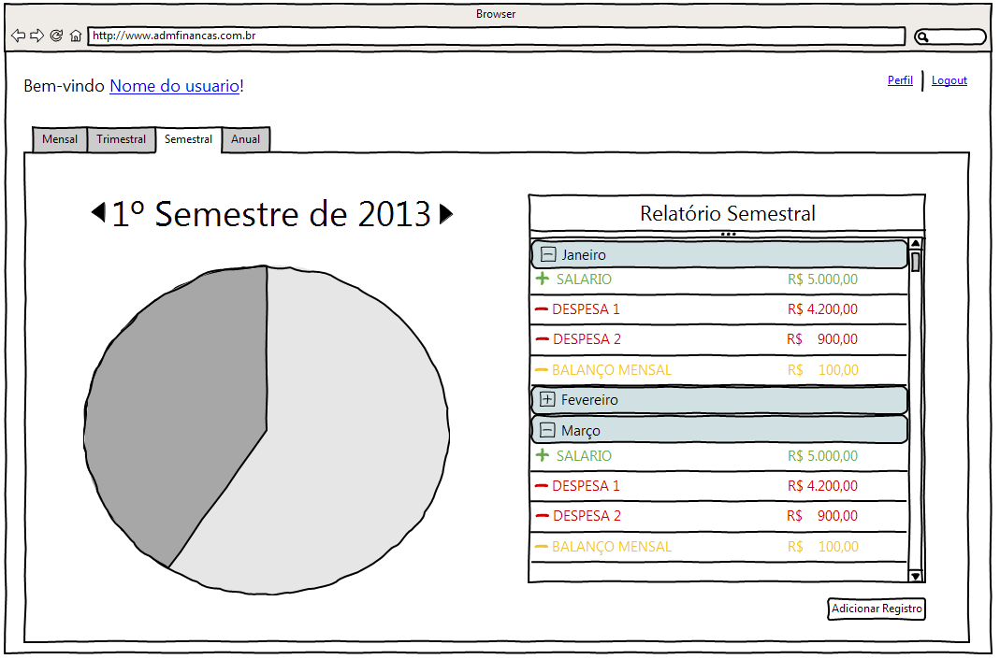 Browser
http://www.admfinancas.com.br
Bem-vindo Nome do usuario!
Perfil
Logout
Mensal
Trimestral
Semestral
Anual
1º Semestre de 2013
Relatório Semestral
Janeiro
+ SALARIO R$ 5.000,00
- DESPESA 1 R$ 4.200,00
- DESPESA 2 R$ 900,00
- BALANÇO MENSAL R$ 100,00
Fevereiro
Março
+ SALARIO R$ 5.000,00
- DESPESA 1 R$ 4.200,00
- DESPESA 2 R$ 900,00
- BALANÇO MENSAL R$ 100,00
Adicionar Registro